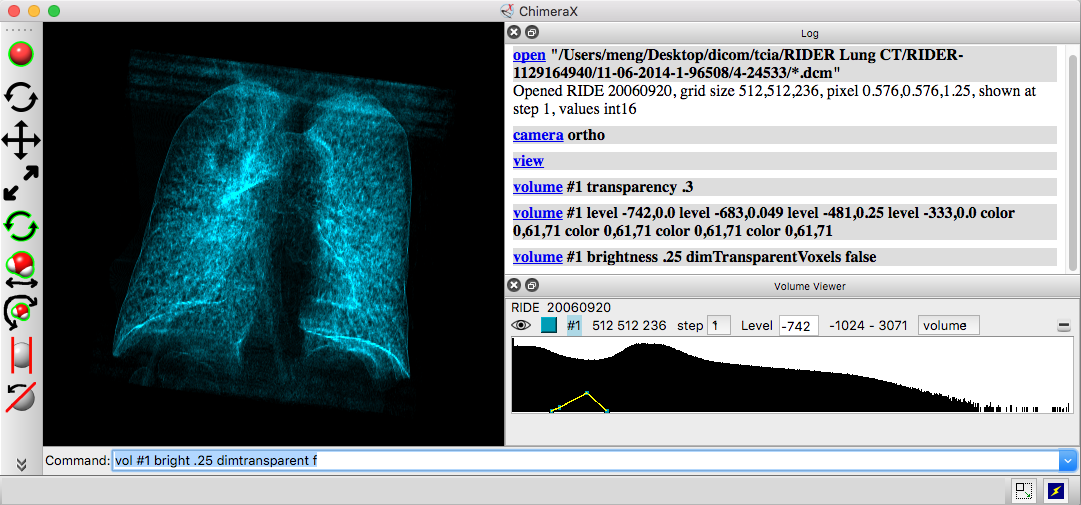 ChimeraX
Log
open "/Users/meng/Desktop/dicom/tcia/RIDER Lung CT/RIDER-
1129164940/11-06-2014-1-96508/4-24533/*.dcm"
Opened RIDE 20060920, grid size 512,512,236, pixel 0.576,0.576,1.25, shown at
step 1, values int16
camera ortho
view
volume #1 transparency .3
volume #1 level -742,0.0 level -683,0.049 level -481,0.25 level -333,0.0 color
0,61,71 color 0,61,71 color 0,61,71 color 0,61,71
volume #1 brightness .25 dimTransparentVoxels false
Volume Viewer
RIDE 20060920
#1 512 512 236 step 1 Level -742 -1024 - 3071 volume
Command: vol #1 bright .25 dimtransparent f